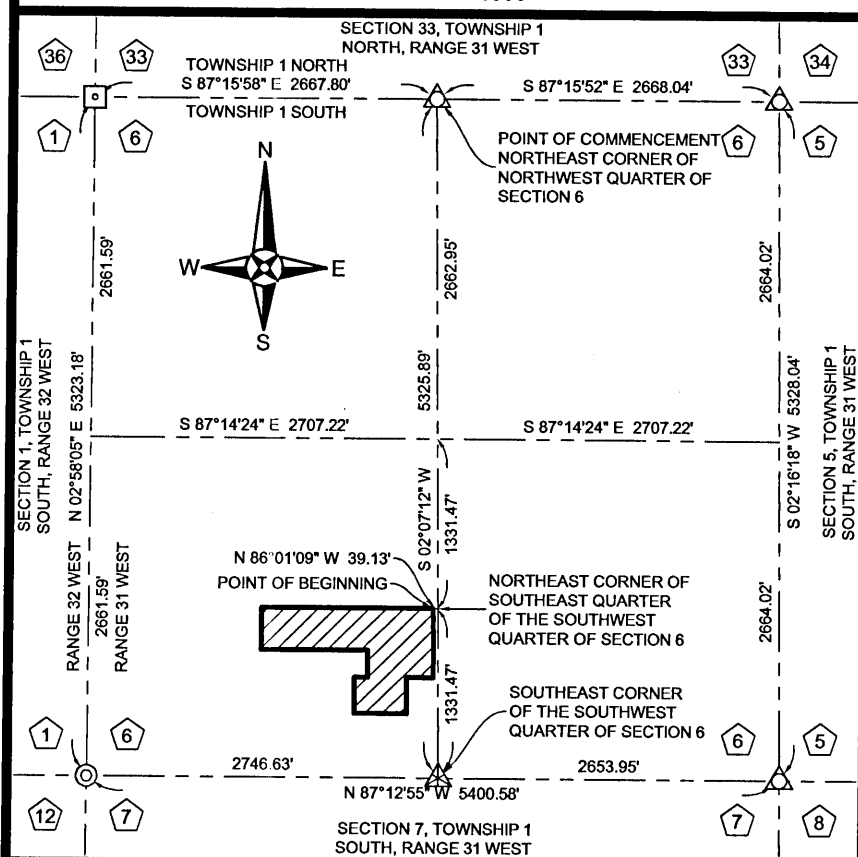 SECTION 33, TOWNSHIP 1
NORTH, RANGE 31 WEST
36
33
33
34
TOWNSHIP 1 NORTH
S 87°15'58" E 2667.80'
S 87°15'52" E 2668.04'
TOWNSHIP 1 SOUTH
1
6
6
5
POINT OF COMMENCEMENT
NORTHEAST CORNER OF
NORTHWEST QUARTER OF
SECTION 6
N
W
E
S
2661.59'
2662.95'
2664.02'
SECTION 1, TOWNSHIP 1
SOUTH, RANGE 32 WEST
N 02°58'05" E 5323.18'
5325.89'
S 02°16'18" W 5328.04'
SECTION 5, TOWNSHIP 1
SOUTH, RANGE 31 WEST
S 87°14'24" E 2707.22'
S 87°14'24" E 2707.22'
S 02°07'12" W
1331.47'
N 86°01'09" W 39.13'
POINT OF BEGINNING
NORTHEAST CORNER OF
SOUTHEAST QUARTER
OF THE SOUTHWEST
QUARTER OF SECTION 6
RANGE 32 WEST
2661.59'
RANGE 31 WEST
2664.02'
1331.47'
SOUTHEAST CORNER
OF THE SOUTHWEST
QUARTER OF SECTION 6
1
6
6
5
2746.63'
2653.95'
N 87°12'55" W 5400.58'
12
7
7
8
SECTION 7, TOWNSHIP 1
SOUTH, RANGE 31 WEST